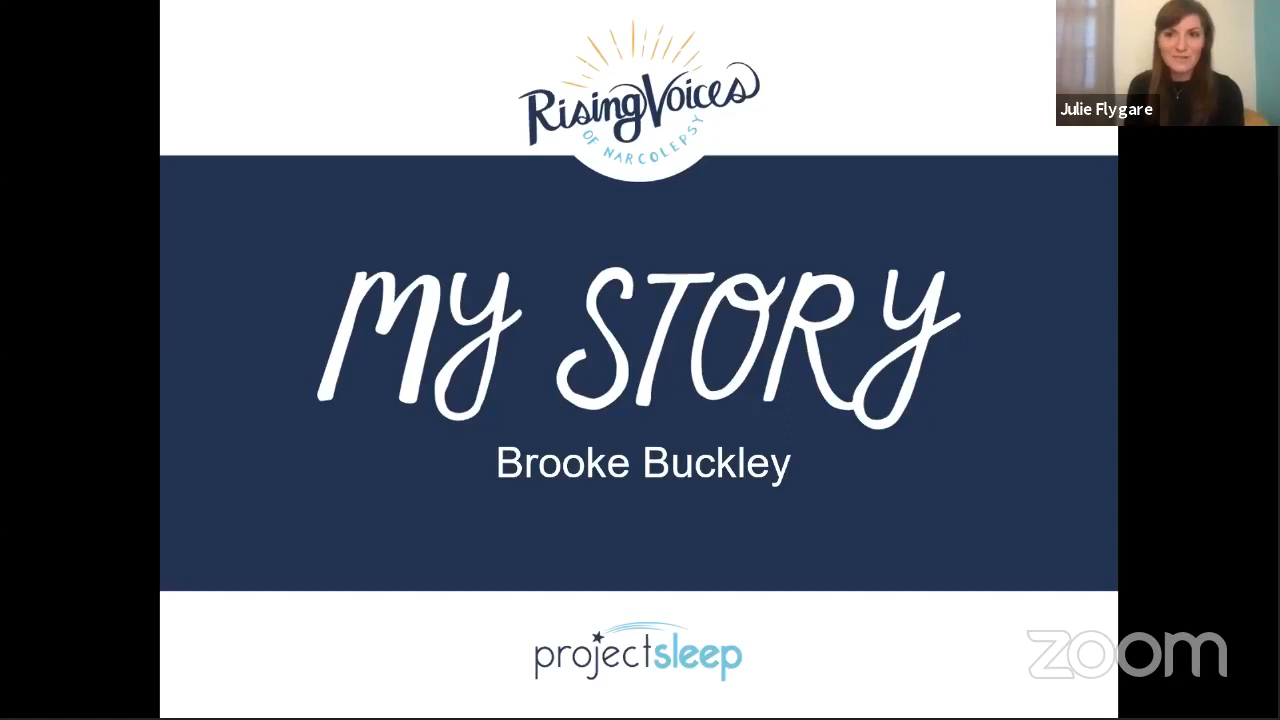 Rising Voices
OF NARCOLEPSY
Julie Flygare
MY STORY
Brooke Buckley
projectsleep
zoom